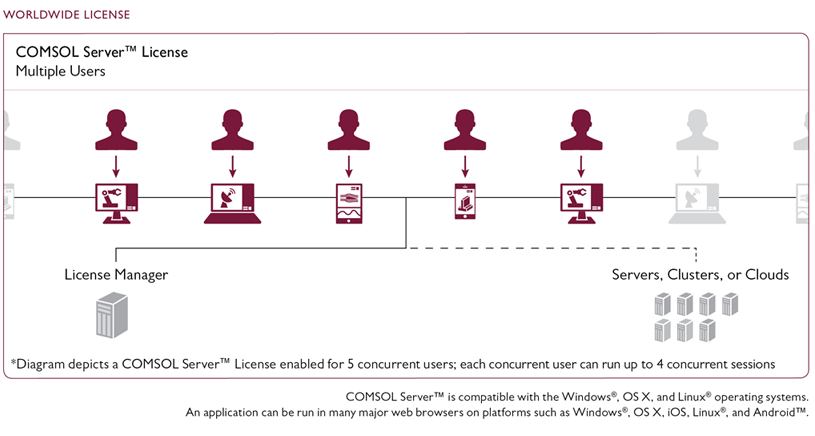 WORLDWIDE LICENSE
COMSOL Server™ License
Multiple Users
License Manager
Servers, Clusters, or Clouds
*Diagram depicts a COMSOL Server™ License enabled for 5 concurrent users; each concurrent user can run up to 4 concurrent sessions
COMSOL Server™ is compatible with the Windows®, OS X, and Linux® operating systems.
An application can be run in many major web browsers on platforms such as Windows®, OS X, iOS, Linux®, and Android™.